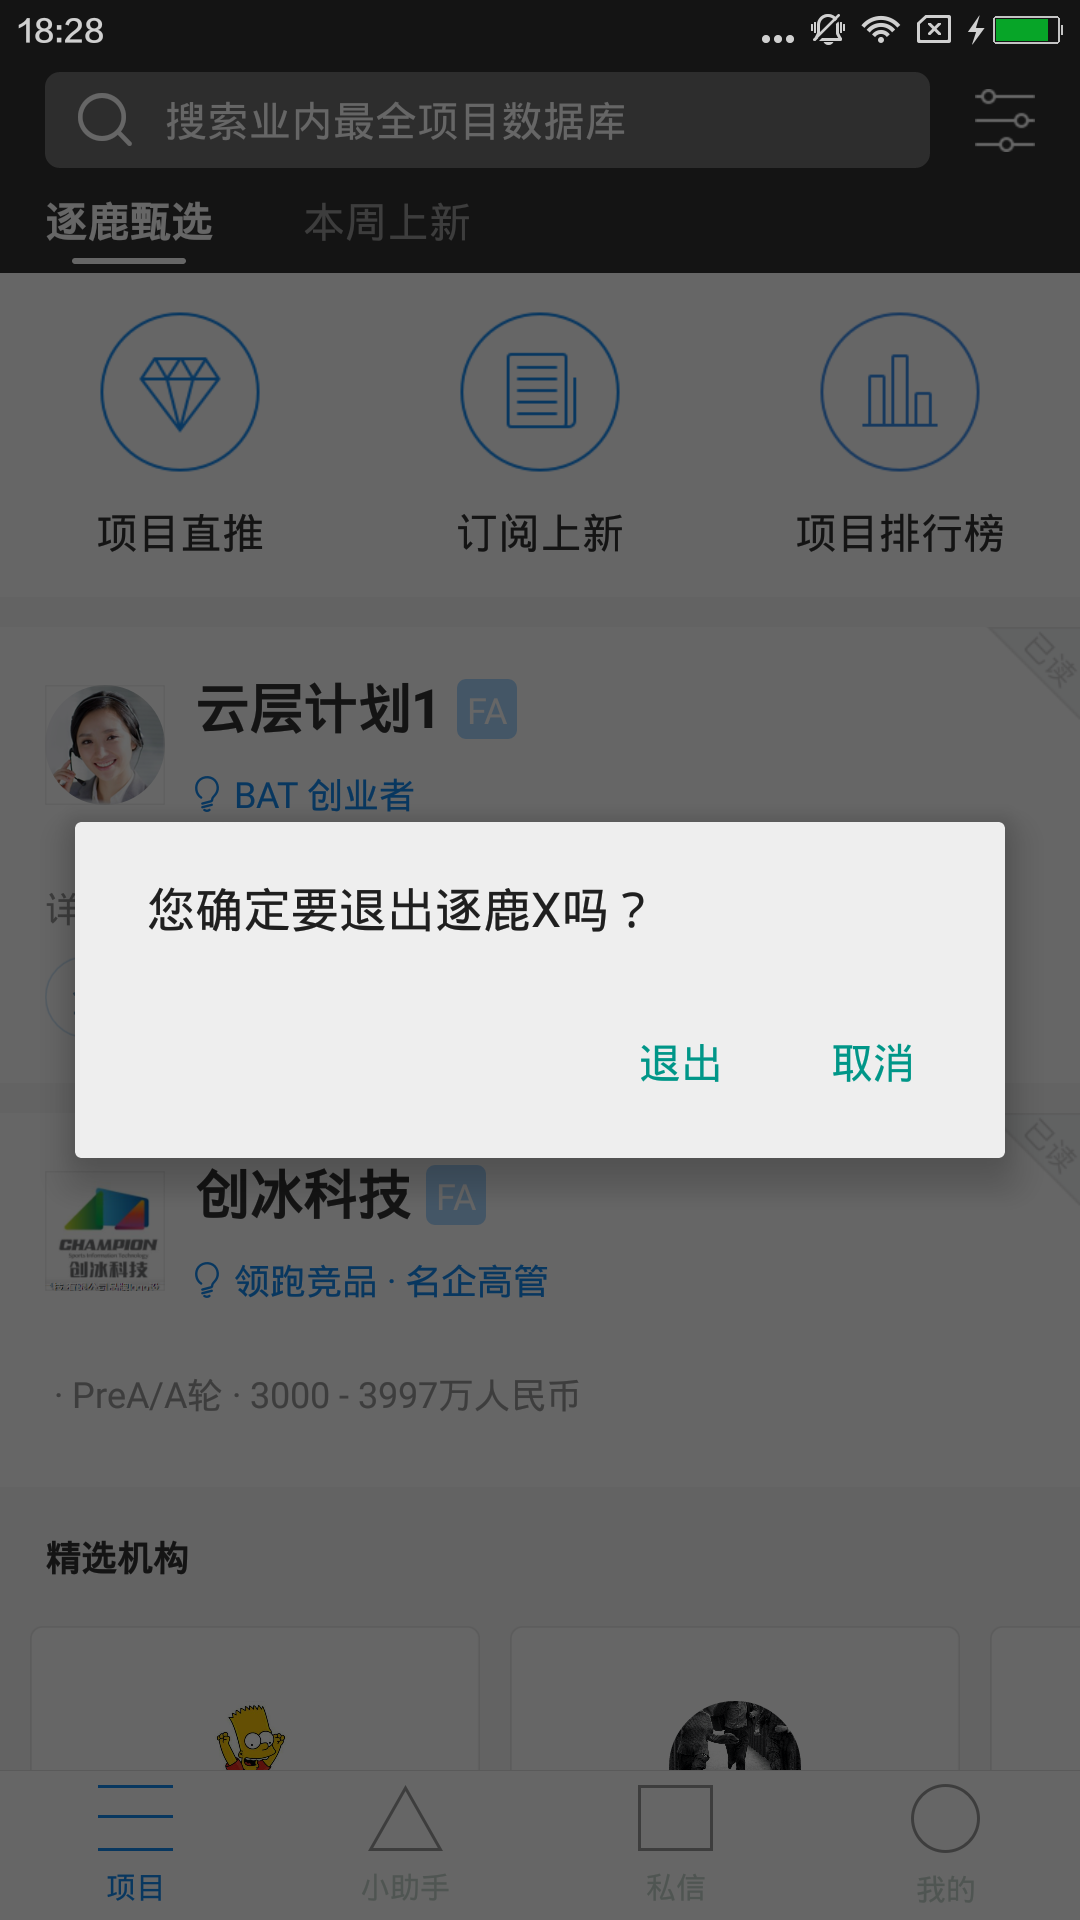 18:28
搜索业内最全项目数据库
逐鹿甄选 本周上新
项目直推 订阅上新 项目排行榜
已读
云层计划1 FA
BAT 创业者
详
您确定要退出逐鹿X吗？
退出 取消
已读
创冰科技 FA
CHAMPION
创冰科技
领跑竞品 · 名企高管
· PreA/A轮 · 3000 - 3997万人民币
精选机构
项目 小助手 私信 我的